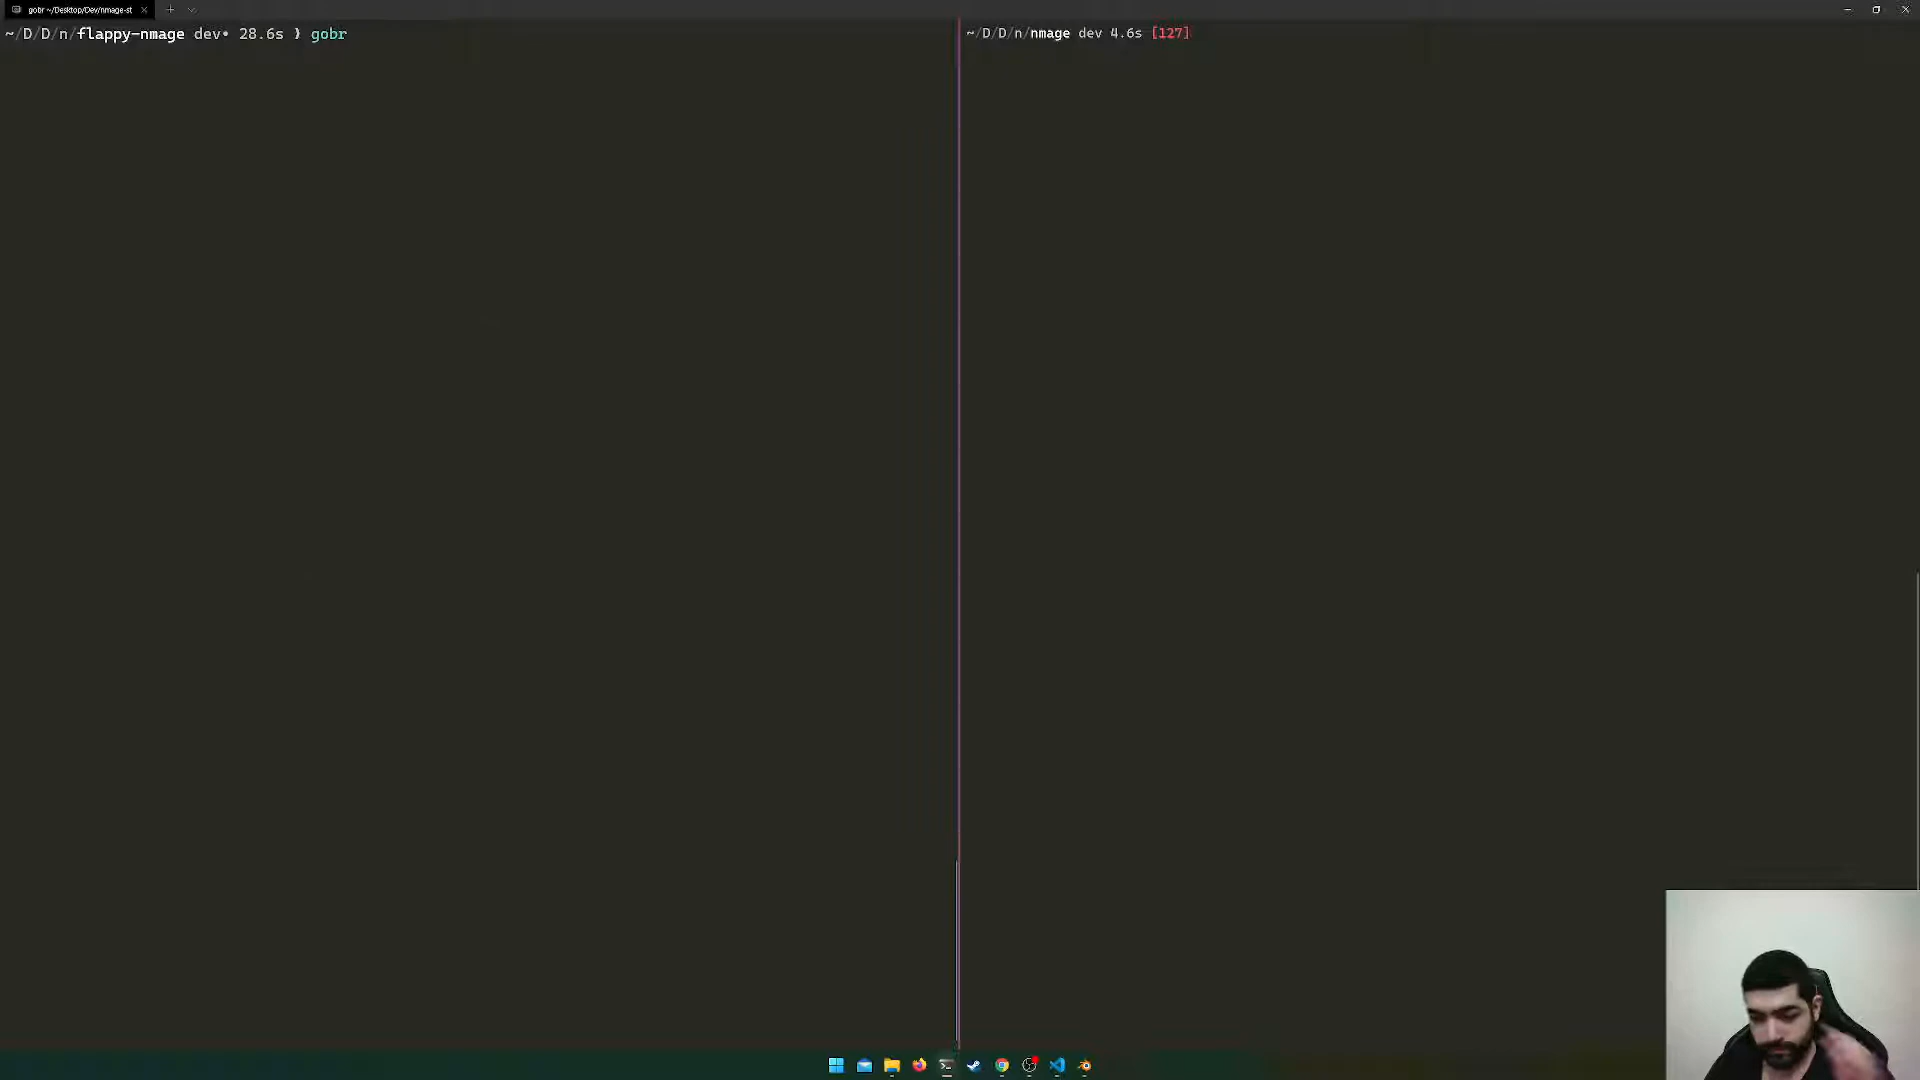 gobr ~/Desktop/Dev/nmage-st
~/D/D/n/flappy-nmage dev• 28.6s ❯ gobr
~/D/D/n/nmage dev 4.6s [127]